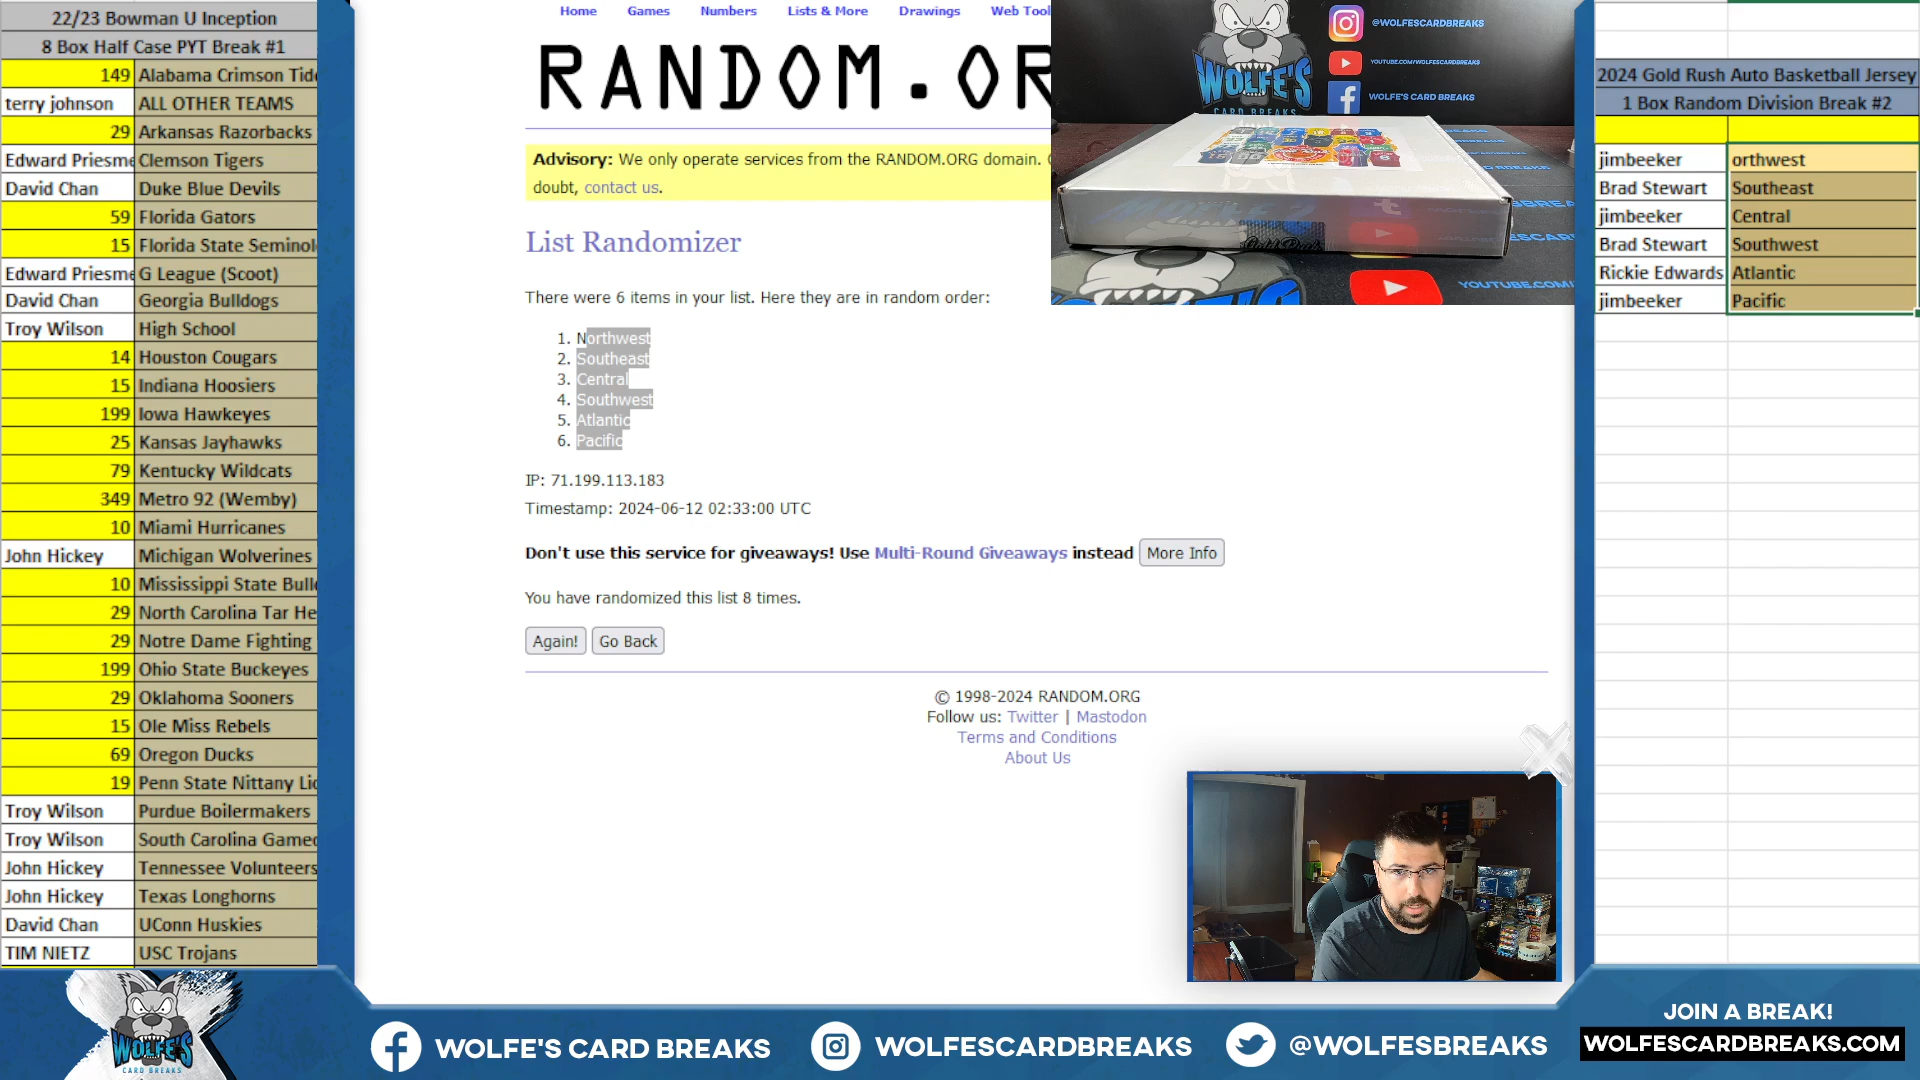 22/23 Bowman U Inception
8 Box Half Case PYT Break #1
149 Alabama Crimson Tide
terry johnson ALL OTHER TEAMS
29 Arkansas Razorbacks
Edward Priesme Clemson Tigers
David Chan Duke Blue Devils
59 Florida Gators
15 Florida State Seminol
Edward Priesme G League (Scoot)
David Chan Georgia Bulldogs
Troy Wilson High School
14 Houston Cougars
15 Indiana Hoosiers
199 Iowa Hawkeyes
25 Kansas Jayhawks
79 Kentucky Wildcats
349 Metro 92 (Wemby)
10 Miami Hurricanes
John Hickey Michigan Wolverines
10 Mississippi State Bulld
29 North Carolina Tar He
29 Notre Dame Fighting
199 Ohio State Buckeyes
29 Oklahoma Sooners
15 Ole Miss Rebels
69 Oregon Ducks
19 Penn State Nittany Lio
Troy Wilson Purdue Boilermakers
Troy Wilson South Carolina Gamec
John Hickey Tennessee Volunteers
John Hickey Texas Longhorns
David Chan UConn Huskies
TIM NIETZ USC Trojans
Home Games Numbers Lists & More Drawings Web Tool
RANDOM.OR
Advisory: We only operate services from the RANDOM.ORG domain.
doubt, contact us.
List Randomizer
There were 6 items in your list. Here they are in random order:
1. Northwest
2. Southeast
3. Central
4. Southwest
5. Atlantic
6. Pacific
IP: 71.199.113.183
Timestamp: 2024-06-12 02:33:00 UTC
Don't use this service for giveaways! Use Multi-Round Giveaways instead More Info
You have randomized this list 8 times.
Again! Go Back
© 1998-2024 RANDOM.ORG
Follow us: Twitter | Mastodon
Terms and Conditions
About Us
WOLFE'S
CARD BREAKS
@WOLFESCARDBREAKS
YOUTUBE.COM/WOLFESCARDBREAKS
WOLFE'S CARD BREAKS
YOUTUBE.COM/
2024 Gold Rush Auto Basketball Jersey
1 Box Random Division Break #2
jimbeeker orthwest
Brad Stewart Southeast
jimbeeker Central
Brad Stewart Southwest
Rickie Edwards Atlantic
jimbeeker Pacific
WOLFE'S
CARD BREAKS
WOLFE'S CARD BREAKS
WOLFESCARDBREAKS
@WOLFESBREAKS
JOIN A BREAK!
WOLFESCARDBREAKS.COM